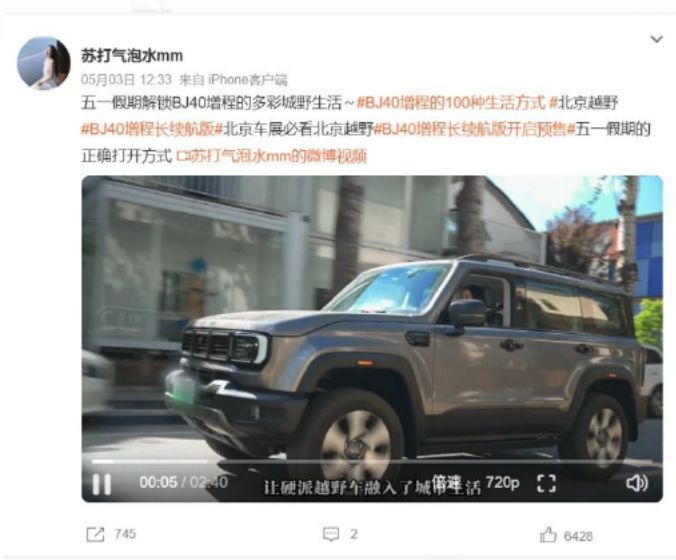 苏打气泡水mm
05月03日 12:33 来自 iPhone客户端
五一假期解锁BJ40增程的多彩城野生活~#BJ40增程的100种生活方式 #北京越野
#BJ40增程长续航版#北京车展必看北京越野#BJ40增程长续航版开启预售#五一假期的
正确打开方式 苏打气泡水mm的微博视频
00:05 / 02:40 倍速 720p
让硬派越野车融入了城市生活
745 2 6428